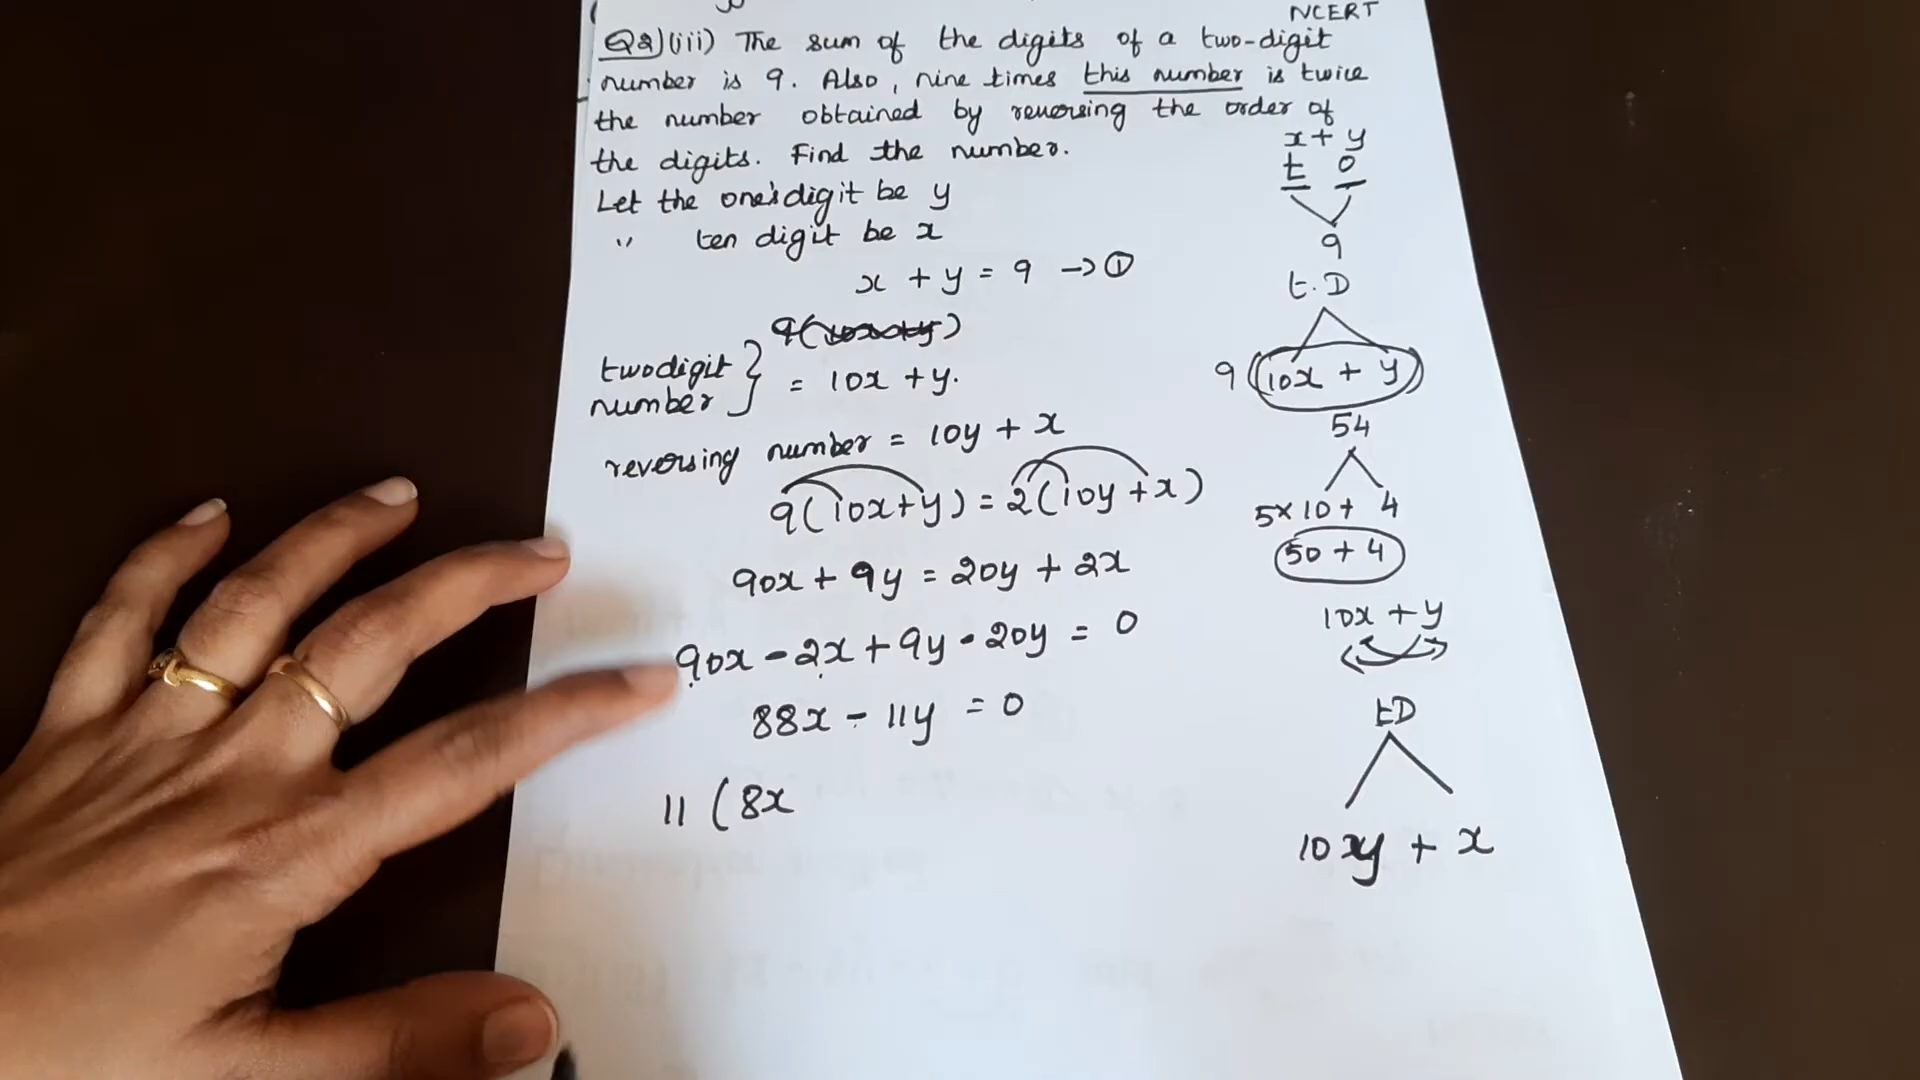 NCERT
Q2)(iii) The sum of the digits of a two-digit
number is 9. Also, nine times this number is twice
the number obtained by reversing the order of
the digits. Find the number.
x + y
t o
9
Let the one's digit be y
" ten digit be x
x + y = 9 → ①
t.D
9(10x+y)
two digit
number } = 10x + y.
9 (10x + y)
54
reversing number = 10y + x
9(10x+y) = 2(10y+x)
5×10 + 4
50 + 4
90x + 9y = 20y + 2x
10x + y
90x - 2x + 9y - 20y = 0
88x - 11y = 0
tD
11 (8x
10y + x